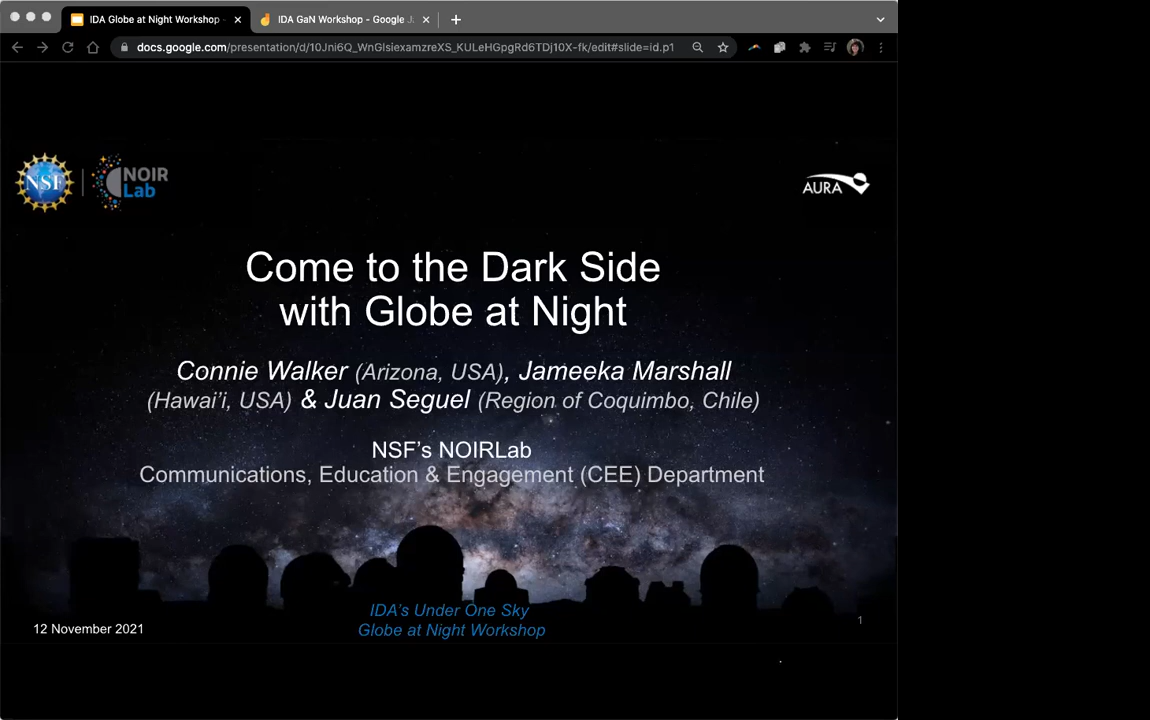 IDA Globe at Night Workshop -
IDA GaN Workshop - Google J
docs.google.com/presentation/d/10Jni6Q_WnGlsiexamzreXS_KULeHGpgRd6TDj10X-fk/edit#slide=id.p1
NSF
NOIR
Lab
AURA
Come to the Dark Side
with Globe at Night
Connie Walker (Arizona, USA), Jameeka Marshall
(Hawai'i, USA) & Juan Seguel (Region of Coquimbo, Chile)
NSF's NOIRLab
Communications, Education & Engagement (CEE) Department
IDA's Under One Sky
Globe at Night Workshop
12 November 2021
1